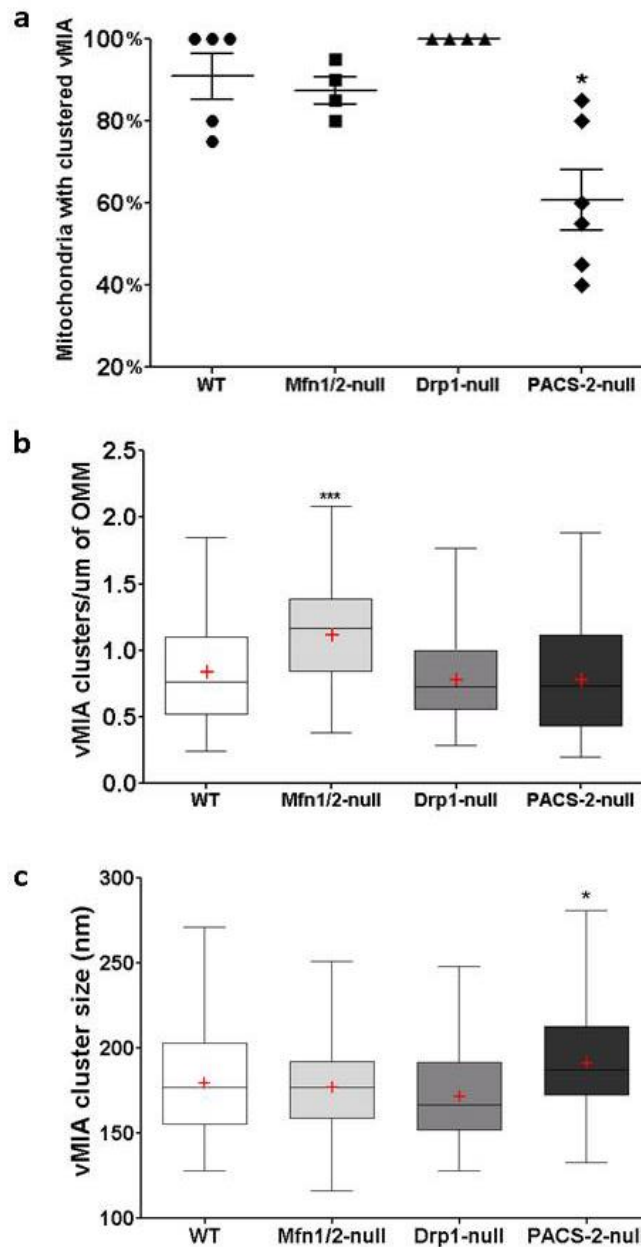 a
Mitochondria with clustered vMIA
100%
80%
60%
40%
20%
*
WT Mfn1/2-null Drp1-null PACS-2-null
b
vMIA clusters/um of OMM
2.5
2.0
1.5
1.0
0.5
0.0
***
WT Mfn1/2-null Drp1-null PACS-2-null
c
vMIA cluster size (nm)
300
250
200
150
100
*
WT Mfn1/2-null Drp1-null PACS-2-null